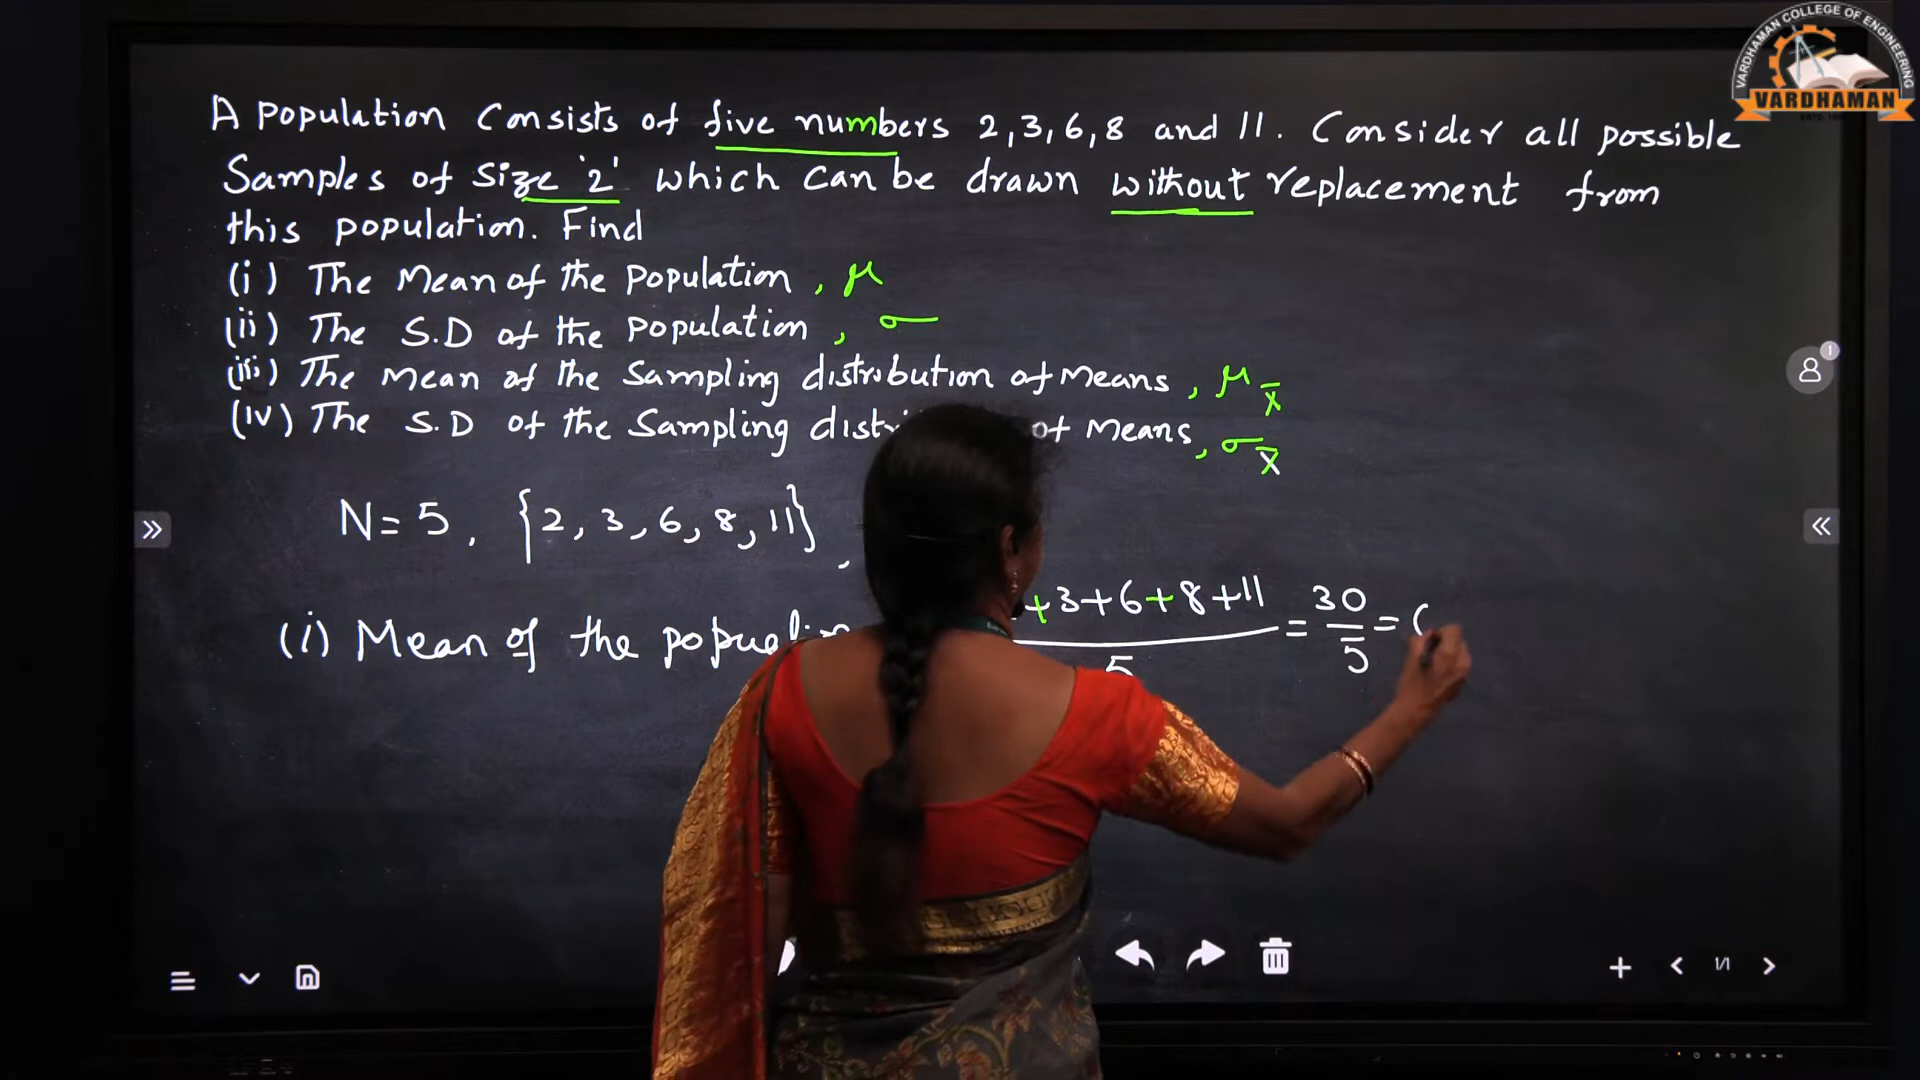 A population Consists of five numbers 2,3,6,8 and 11. Consider all possible
Samples of Size '2' which can be drawn without replacement from
this population. Find
(i) The Mean of the population, μ
(ii) The S.D of the population, σ
(iii) The mean of the sampling distribution of Means, μx̄
(iv) The S.D of the Sampling of Means, σx̄
N=5, {2,3,6,8,11},
(i) Mean of the +3+6+8+11 = 30/5 =
5
1/1
1
VARDHAMAN COLLEGE OF ENGINEERING
VARDHAMAN